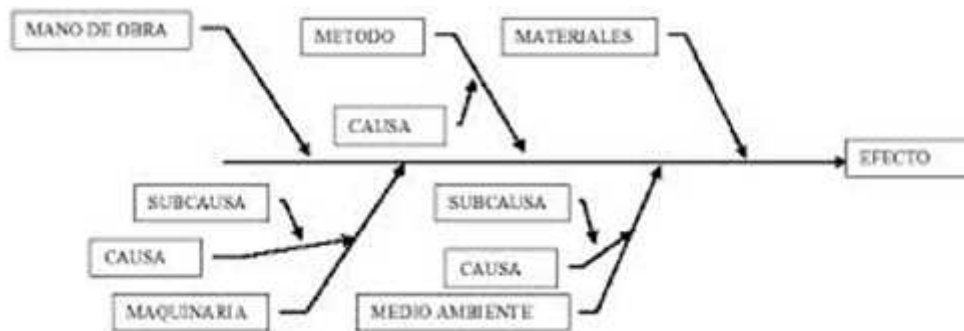 MANO DE OBRA
METODO
MATERIALES
CAUSA
EFECTO
SUBCAUSA
SUBCAUSA
CAUSA
CAUSA
MAQUINARIA
MEDIO AMBIENTE